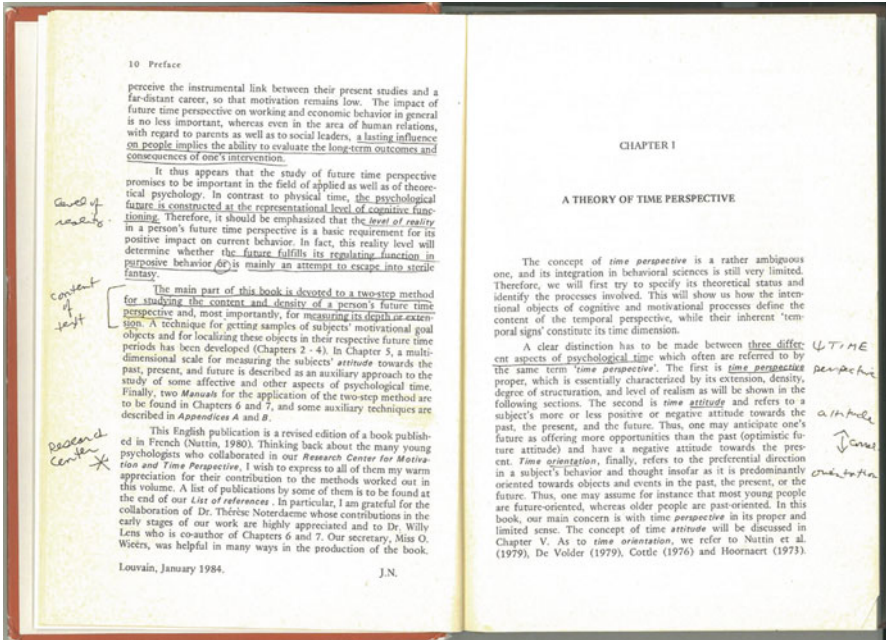 10 Preface
perceive the instrumental link between their present studies and a
far-distant career, so that motivation remains low. The impact of
future time perspective on working and economic behavior in general
is no less important, whereas even in the area of human relations,
with regard to parents as well as to social leaders, a lasting influence
on people implies the ability to evaluate the long-term outcomes and
consequences of one's intervention.
It thus appears that the study of future time perspective
promises to be important in the field of applied as well as of theore-
tical psychology. In contrast to physical time, the psychological
future is constructed at the representational level of cognitive func-
tioning. Therefore, it should be emphasized that the level of reality
in a person's future time perspective is a basic requirement for its
positive impact on current behavior. In fact, this reality level will
determine whether the future fulfills its regulating function in
purposive behavior or is mainly an attempt to escape into sterile
fantasy.
level of
reality.
The main part of this book is devoted to a two-step method
for studying the content and density of a person's future time
perspective and, most importantly, for measuring its depth or exten-
sion. A technique for getting samples of subjects' motivational goal
objects and for localizing these objects in their respective future time
periods has been developed (Chapters 2 - 4). In Chapter 5, a multi-
dimensional scale for measuring the subjects' attitude towards the
past, present, and future is described as an auxiliary approach to the
study of some affective and other aspects of psychological time.
Finally, two Manuals for the application of the two-step method are
to be found in Chapters 6 and 7, and some auxiliary techniques are
described in Appendices A and B.
content
of
text
This English publication is a revised edition of a book publish-
ed in French (Nuttin, 1980). Thinking back about the many young
psychologists who collaborated in our Research Center for Motiva-
tion and Time Perspective, I wish to express to all of them my warm
appreciation for their contribution to the methods worked out in
this volume. A list of publications by some of them is to be found at
the end of our List of references. In particular, I am grateful for the
collaboration of Dr. Thérèse Noterdaeme whose contributions in the
early stages of our work are highly appreciated and to Dr. Willy
Lens who is co-author of Chapters 6 and 7. Our secretary, Miss O.
Wieërs, was helpful in many ways in the production of the book.
Research
Center
Louvain, January 1984.
J.N.
CHAPTER I
A THEORY OF TIME PERSPECTIVE
The concept of time perspective is a rather ambiguous
one, and its integration in behavioral sciences is still very limited.
Therefore, we will first try to specify its theoretical status and
identify the processes involved. This will show us how the inten-
tional objects of cognitive and motivational processes define the
content of the temporal perspective, while their inherent 'tem-
poral signs' constitute its time dimension.
A clear distinction has to be made between three differ-
ent aspects of psychological time which often are referred to by
the same term 'time perspective'. The first is time perspective
proper, which is essentially characterized by its extension, density,
degree of structuration, and level of realism as will be shown in the
following sections. The second is time attitude and refers to a
subject's more or less positive or negative attitude towards the
past, the present, and the future. Thus, one may anticipate one's
future as offering more opportunities than the past (optimistic fu-
ture attitude) and have a negative attitude towards the pres-
ent. Time orientation, finally, refers to the preferential direction
in a subject's behavior and thought insofar as it is predominantly
oriented towards objects and events in the past, the present, or the
future. Thus, one may assume for instance that most young people
are future-oriented, whereas older people are past-oriented. In this
book, our main concern is with time perspective in its proper and
limited sense. The concept of time attitude will be discussed in
Chapter V. As to time orientation, we refer to Nuttin et al.
(1979), De Volder (1979), Cottle (1976) and Hoornaert (1973).
TIME
perspective
attitude
orientation